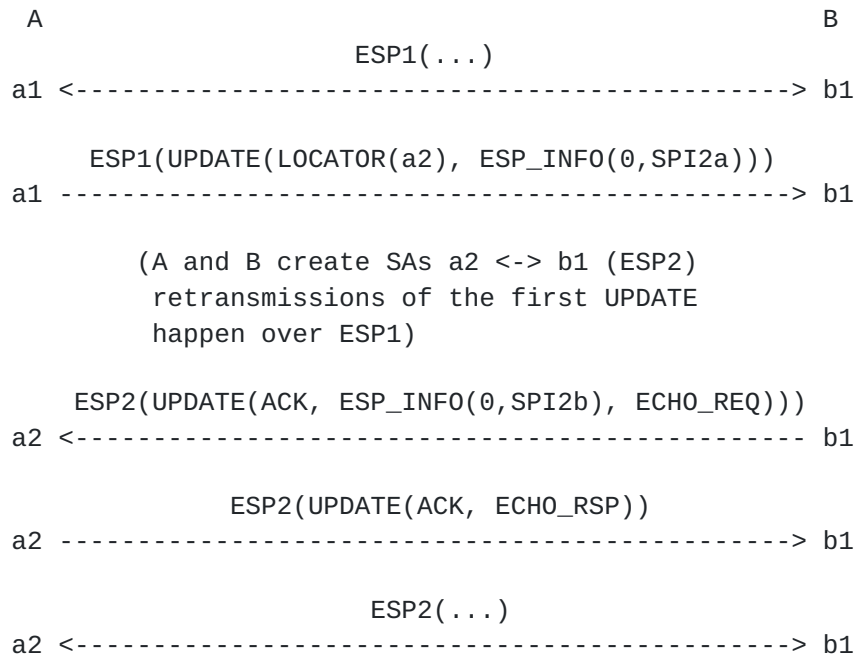 A                                                   B
ESP1(...)
a1 <----------------------------------------------> b1
ESP1(UPDATE(LOCATOR(a2), ESP_INFO(0,SPI2a)))
a1 -----------------------------------------------> b1
(A and B create SAs a2 <-> b1 (ESP2)
retransmissions of the first UPDATE
happen over ESP1)
ESP2(UPDATE(ACK, ESP_INFO(0,SPI2b), ECHO_REQ)))
a2 <----------------------------------------------- b1
ESP2(UPDATE(ACK, ECHO_RSP))
a2 -----------------------------------------------> b1
ESP2(...)
a2 <----------------------------------------------> b1